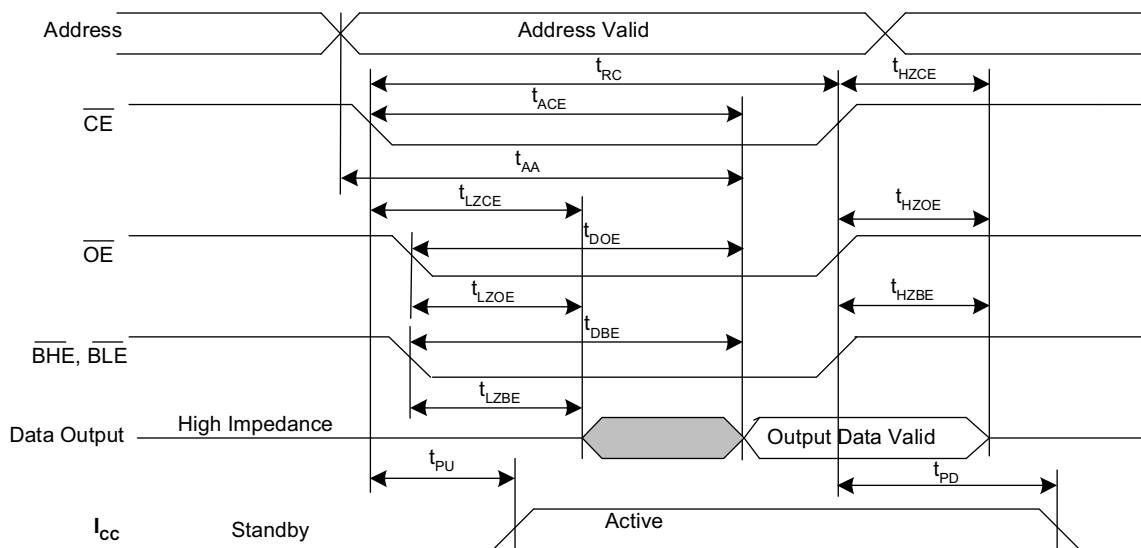 Address
Address Valid
tRC
tHZCE
tACE
CE
tAA
tLZCE
tHZOE
tDOE
OE
tLZOE
tHZBE
tDBE
BHE, BLE
tLZBE
Data Output
High Impedance
Output Data Valid
tPU
tPD
ICC
Standby
Active